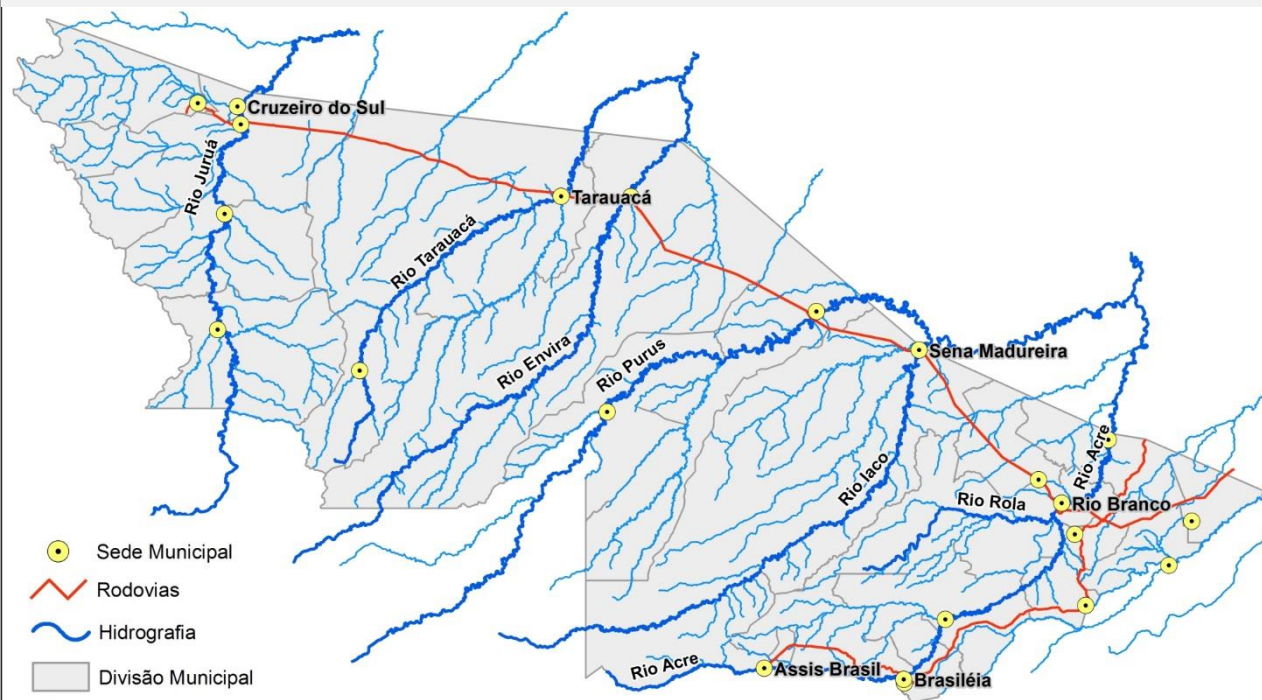 Cruzeiro do Sul
Rio Juruá
Tarauacá
Rio Tarauacá
Rio Envira
Rio Purus
Sena Madureira
Rio Iaco
Rio Acre
Rio Rola
Rio Branco
Rio Acre
Assis Brasil
Brasiléia
Sede Municipal
Rodovias
Hidrografia
Divisão Municipal